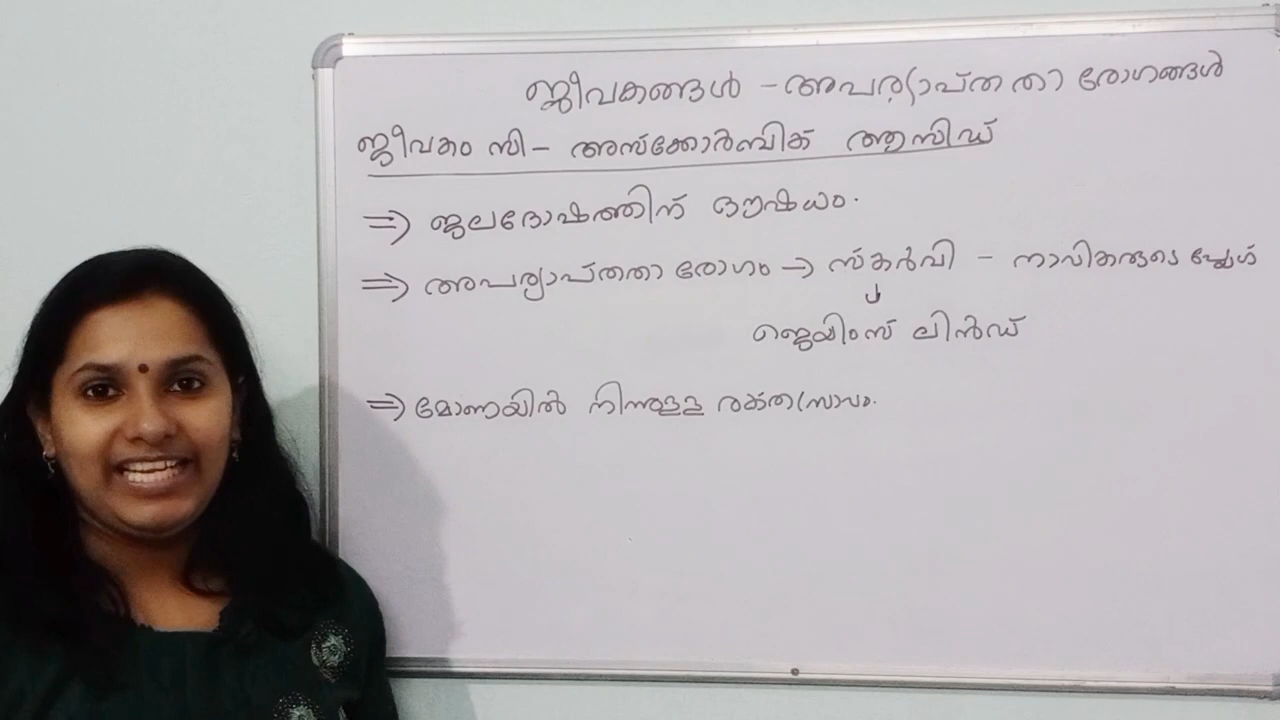 ജീവകങ്ങൾ - അപര്യാപ്തതാ രോഗങ്ങൾ
ജീവകം സി - അസ്കോർബിക് ആസിഡ്
⇒ ജലദോഷത്തിന് ഔഷധം.
⇒ അപര്യാപ്തതാ രോഗം → സ്കർവി - നാവികരുടെ പ്ലേഗ്
↓
ജെയിംസ് ലിൻഡ്
⇒ മോണയിൽ നിന്നുള്ള രക്തസ്രാവം.